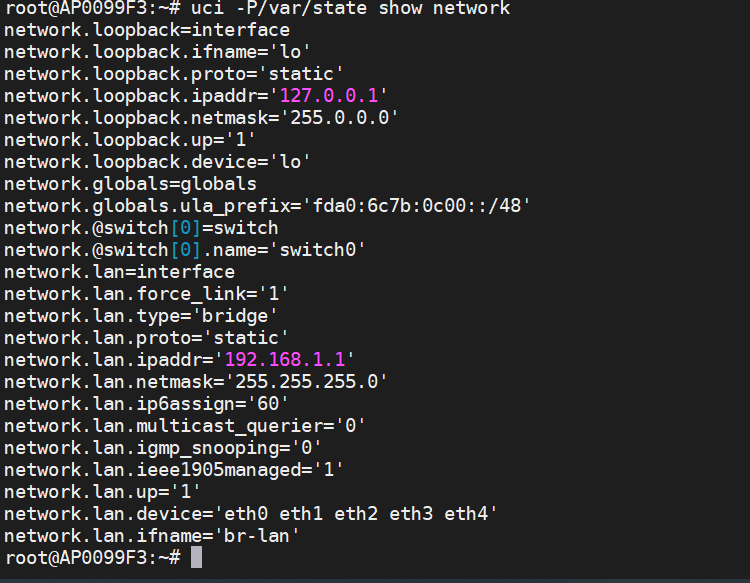 root@AP0099F3:~# uci -P/var/state show network
network.loopback=interface
network.loopback.ifname='lo'
network.loopback.proto='static'
network.loopback.ipaddr='127.0.0.1'
network.loopback.netmask='255.0.0.0'
network.loopback.up='1'
network.loopback.device='lo'
network.globals=globals
network.globals.ula_prefix='fda0:6c7b:0c00::/48'
network.@switch[0]=switch
network.@switch[0].name='switch0'
network.lan=interface
network.lan.force_link='1'
network.lan.type='bridge'
network.lan.proto='static'
network.lan.ipaddr='192.168.1.1'
network.lan.netmask='255.255.255.0'
network.lan.ip6assign='60'
network.lan.multicast_querier='0'
network.lan.igmp_snooping='0'
network.lan.ieee1905managed='1'
network.lan.up='1'
network.lan.device='eth0 eth1 eth2 eth3 eth4'
network.lan.ifname='br-lan'
root@AP0099F3:~#